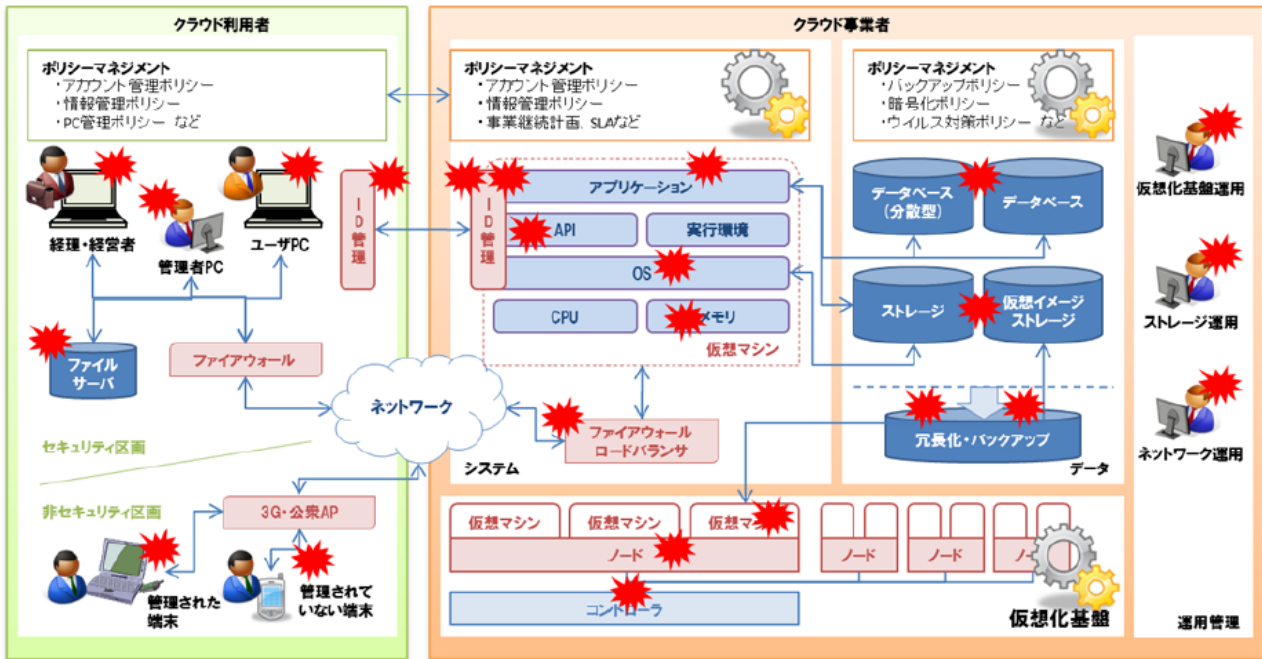 クラウド利用者
ポリシーマネジメント
・アカウント管理ポリシー
・情報管理ポリシー
・PC管理ポリシー など
経理・経営者
管理者PC
ユーザPC
ID管理
ファイル
サーバ
ファイアウォール
セキュリティ区画
非セキュリティ区画
3G・公衆AP
管理された
端末
管理されて
いない端末
ネットワーク
クラウド事業者
ポリシーマネジメント
・アカウント管理ポリシー
・情報管理ポリシー
・事業継続計画、SLAなど
ID管理
アプリケーション
API
実行環境
OS
CPU
メモリ
仮想マシン
ファイアウォール
ロードバランサ
システム
ポリシーマネジメント
・バックアップポリシー
・暗号化ポリシー
・ウイルス対策ポリシー など
データベース
(分散型)
データベース
ストレージ
仮想イメージ
ストレージ
冗長化・バックアップ
データ
仮想マシン
仮想マシン
仮想マシン
ノード
ノード
ノード
ノード
コントローラ
仮想化基盤
仮想化基盤運用
ストレージ運用
ネットワーク運用
運用管理